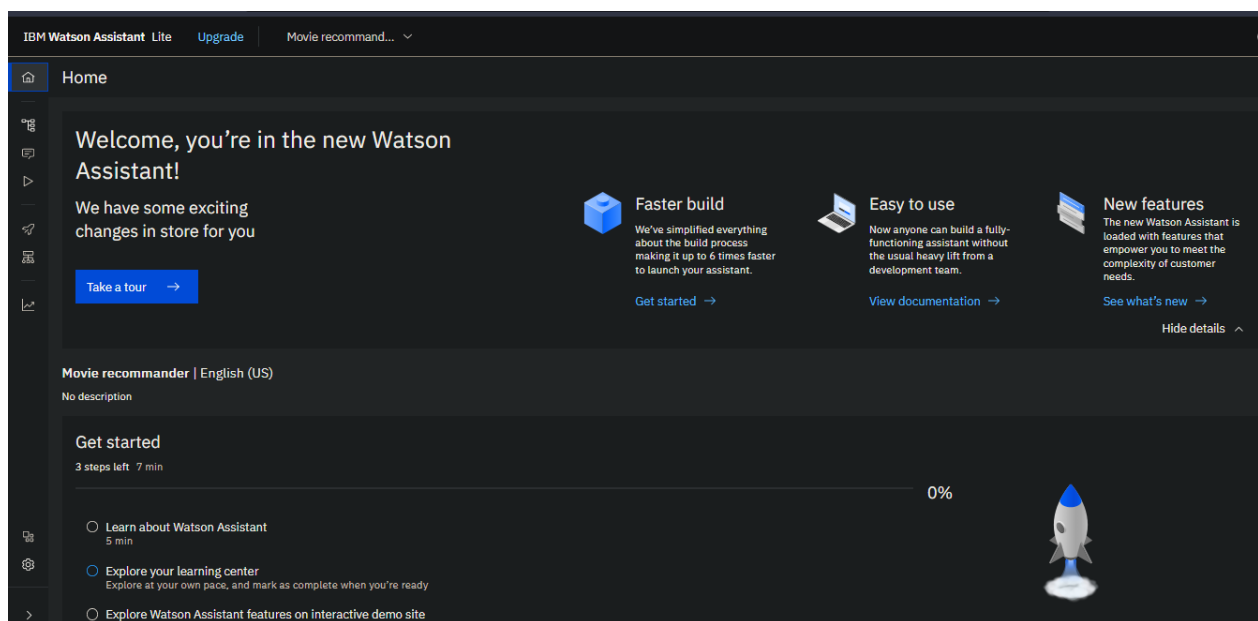 IBM Watson Assistant Lite Upgrade Movie recommand...
Home
Welcome, you're in the new Watson
Assistant!
We have some exciting
changes in store for you
Take a tour →
Faster build
We've simplified everything
about the build process
making it up to 6 times faster
to launch your assistant.
Get started →
Easy to use
Now anyone can build a fully-
functioning assistant without
the usual heavy lift from a
development team.
View documentation →
New features
The new Watson Assistant is
loaded with features that
empower you to meet the
complexity of customer
needs.
See what's new →
Hide details
Movie recommander | English (US)
No description
Get started
3 steps left 7 min
0%
Learn about Watson Assistant
5 min
Explore your learning center
Explore at your own pace, and mark as complete when you're ready
Explore Watson Assistant features on interactive demo site